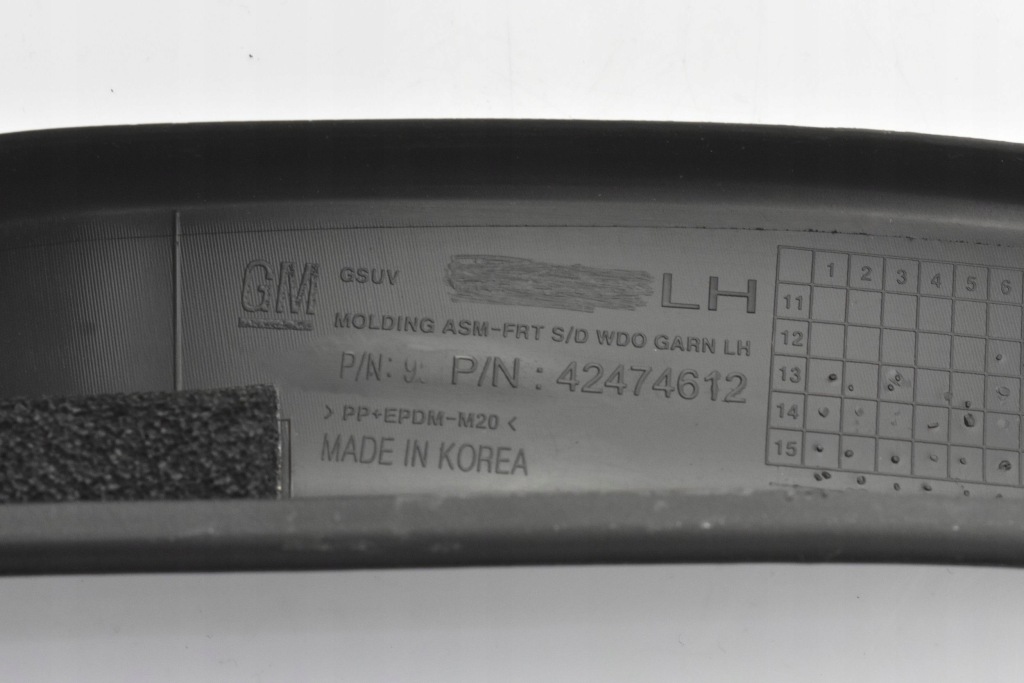 GM GSUV LH
MOLDING ASM-FRT S/D WDO GARN LH
P/N: 9 P/N : 42474612
> PP+EPDM-M20 <
MADE IN KOREA
1 2 3 4 5 6
11
12
13
14
15